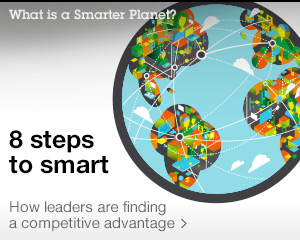 What is a Smarter Planet?
8 steps
to smart
How leaders are finding
a competitive advantage >